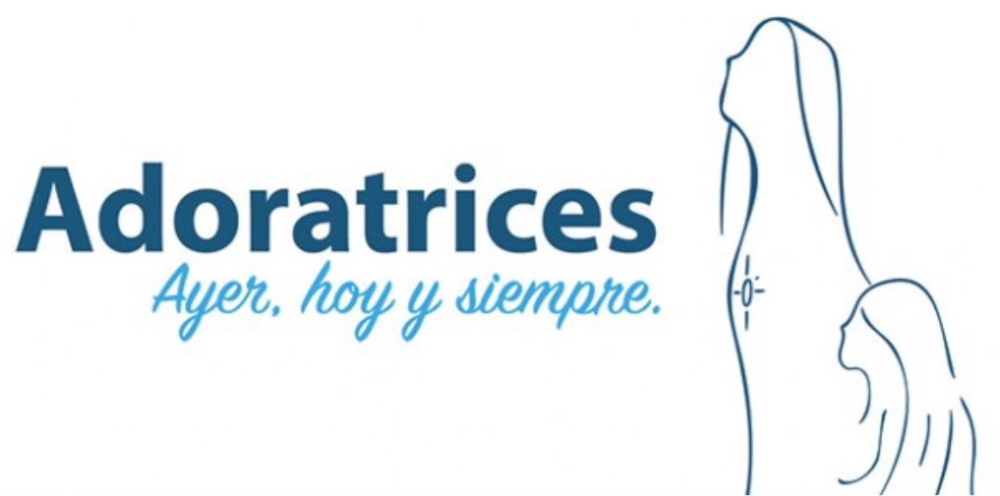 Adoratrices
Ayer, hoy y siempre.